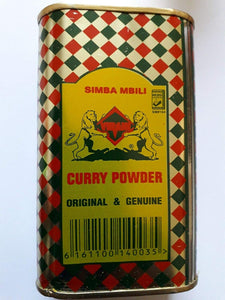 SIMBA MBILI
CURRY POWDER
ORIGINAL & GENUINE
6 161100 140035 >